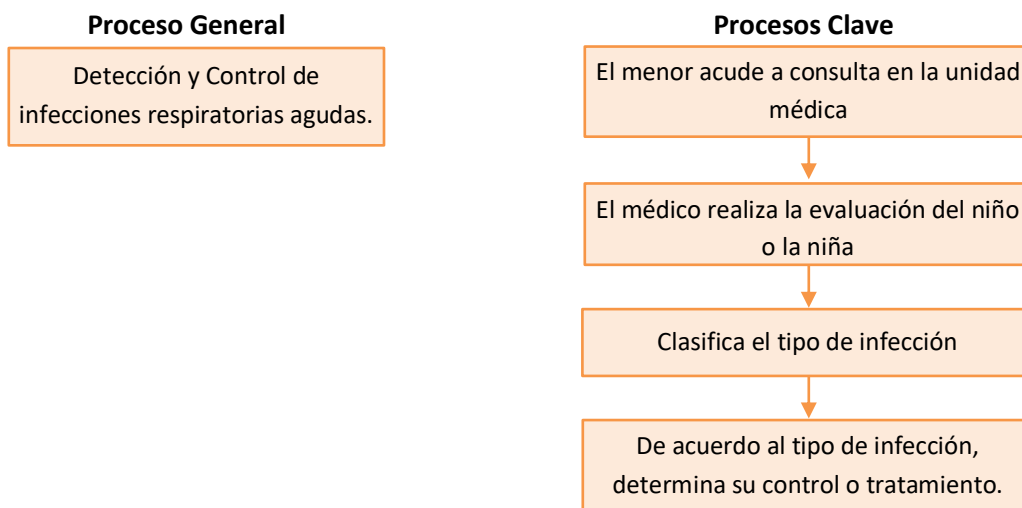 Proceso General
Detección y Control de
infecciones respiratorias agudas.
Procesos Clave
El menor acude a consulta en la unidad
médica
El médico realiza la evaluación del niño
o la niña
Clasifica el tipo de infección
De acuerdo al tipo de infección,
determina su control o tratamiento.